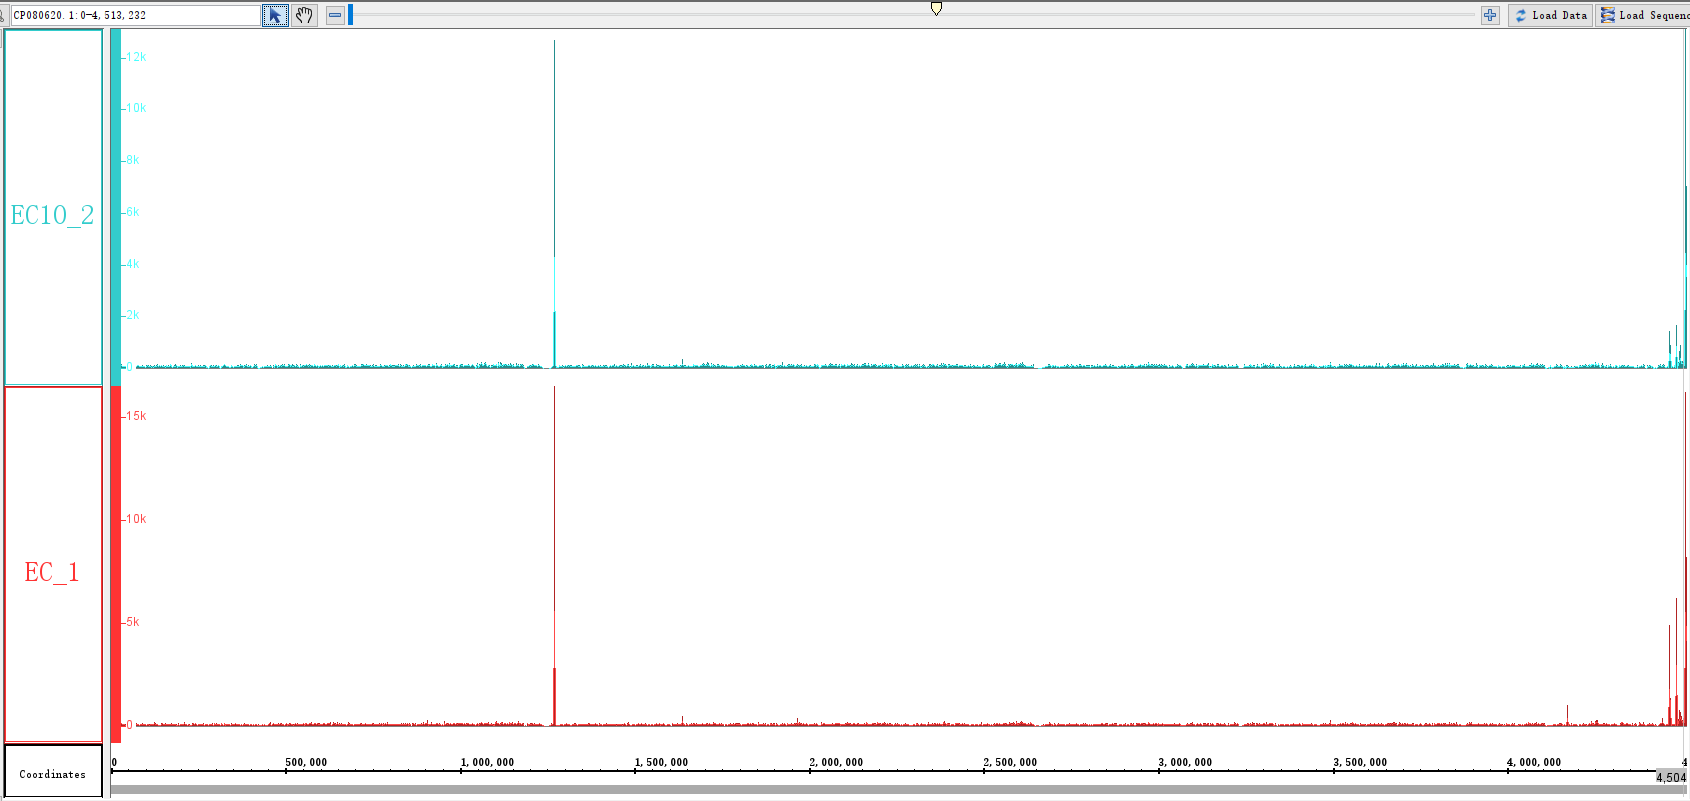 CP080620.1:0-4,513,232
Load Data
Load Sequenc
12k
10k
8k
6k
4k
2k
0
EC10_2
15k
10k
5k
0
EC_1
Coordinates
0 500,000 1,000,000 1,500,000 2,000,000 2,500,000 3,000,000 3,500,000 4,000,000 4
4,504